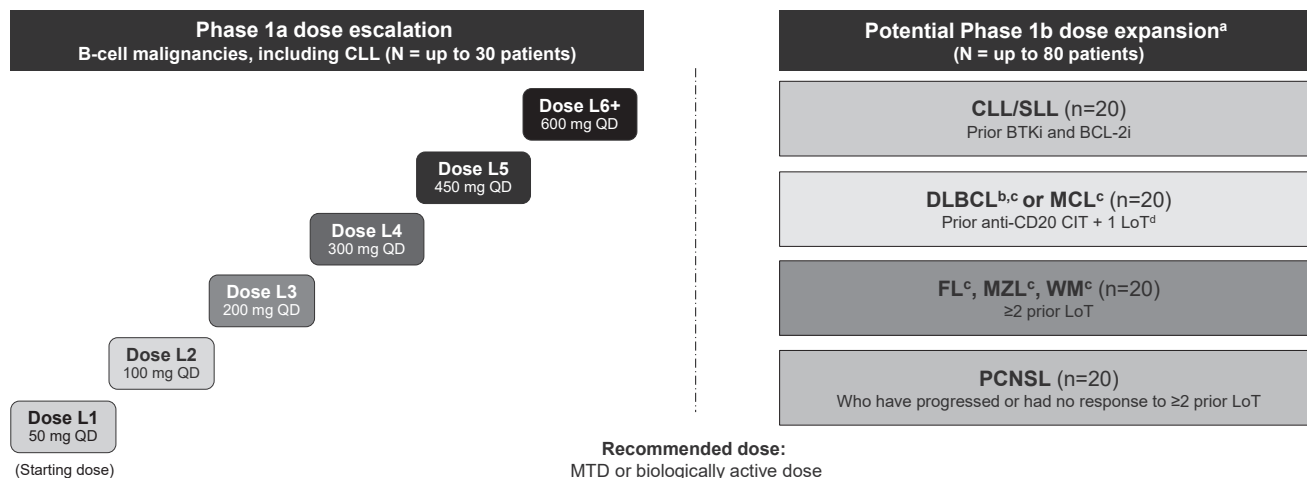 Phase 1a dose escalation
B-cell malignancies, including CLL (N = up to 30 patients)
Dose L6+
600 mg QD
Dose L5
450 mg QD
Dose L4
300 mg QD
Dose L3
200 mg QD
Dose L2
100 mg QD
Dose L1
50 mg QD
(Starting dose)
Recommended dose:
MTD or biologically active dose
Potential Phase 1b dose expansionᵃ
(N = up to 80 patients)
CLL/SLL (n=20)
Prior BTKi and BCL-2i
DLBCLᵇ,ᶜ or MCLᶜ (n=20)
Prior anti-CD20 CIT + 1 LoTᵈ
FLᶜ, MZLᶜ, WMᶜ (n=20)
≥2 prior LoT
PCNSL (n=20)
Who have progressed or had no response to ≥2 prior LoT